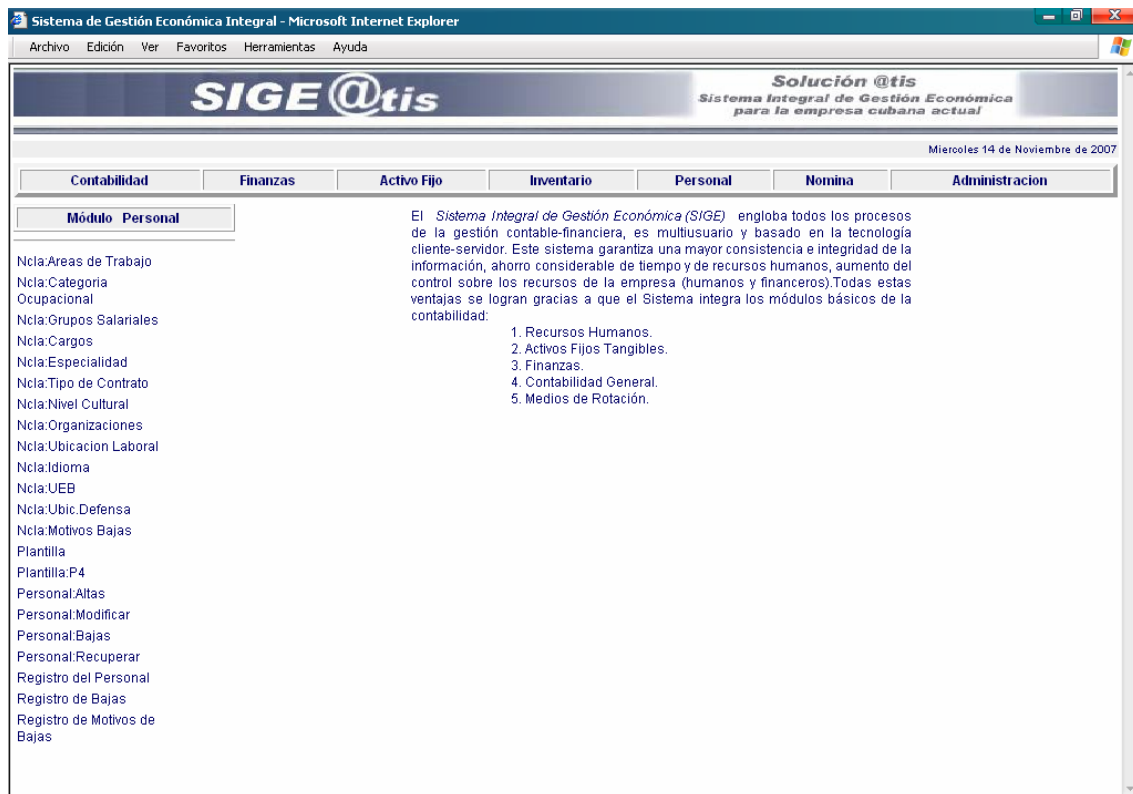 Sistema de Gestión Económica Integral - Microsoft Internet Explorer
Archivo Edición Ver Favoritos Herramientas Ayuda
SIGE@tis
Solución @tis
Sistema Integral de Gestión Económica
para la empresa cubana actual
Miercoles 14 de Noviembre de 2007
Contabilidad Finanzas Activo Fijo Inventario Personal Nomina Administracion
Módulo Personal
Ncla:Areas de Trabajo
Ncla:Categoria
Ocupacional
Ncla:Grupos Salariales
Ncla:Cargos
Ncla:Especialidad
Ncla:Tipo de Contrato
Ncla:Nivel Cultural
Ncla:Organizaciones
Ncla:Ubicacion Laboral
Ncla:Idioma
Ncla:UEB
Ncla:Ubic.Defensa
Ncla:Motivos Bajas
Plantilla
Plantilla:P4
Personal:Altas
Personal:Modificar
Personal:Bajas
Personal:Recuperar
Registro del Personal
Registro de Bajas
Registro de Motivos de
Bajas
El Sistema Integral de Gestión Económica (SIGE) engloba todos los procesos
de la gestión contable-financiera, es multiusuario y basado en la tecnología
cliente-servidor. Este sistema garantiza una mayor consistencia e integridad de la
información, ahorro considerable de tiempo y de recursos humanos, aumento del
control sobre los recursos de la empresa (humanos y financeros).Todas estas
ventajas se logran gracias a que el Sistema integra los módulos básicos de la
contabilidad:
1. Recursos Humanos.
2. Activos Fijos Tangibles.
3. Finanzas.
4. Contabilidad General.
5. Medios de Rotación.